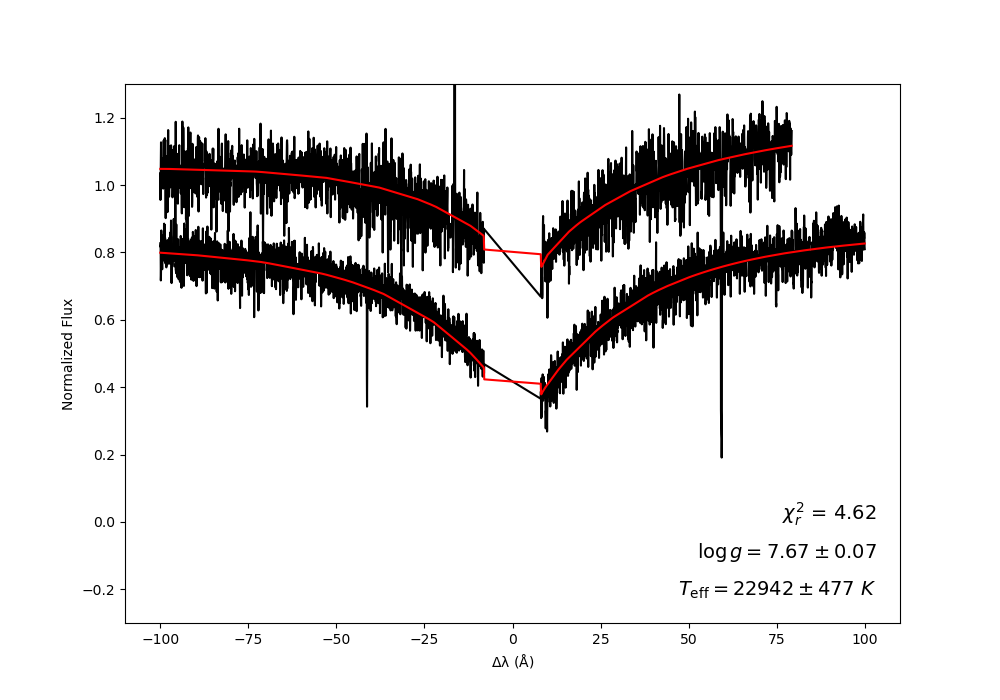 1.2
1.0
0.8
0.6
0.4
0.2
0.0
−0.2
Normalized Flux
χ²ᵣ = 4.62
log g = 7.67 ± 0.07
T_eff = 22942 ± 477 K
−100 −75 −50 −25 0 25 50 75 100
Δλ (Å)